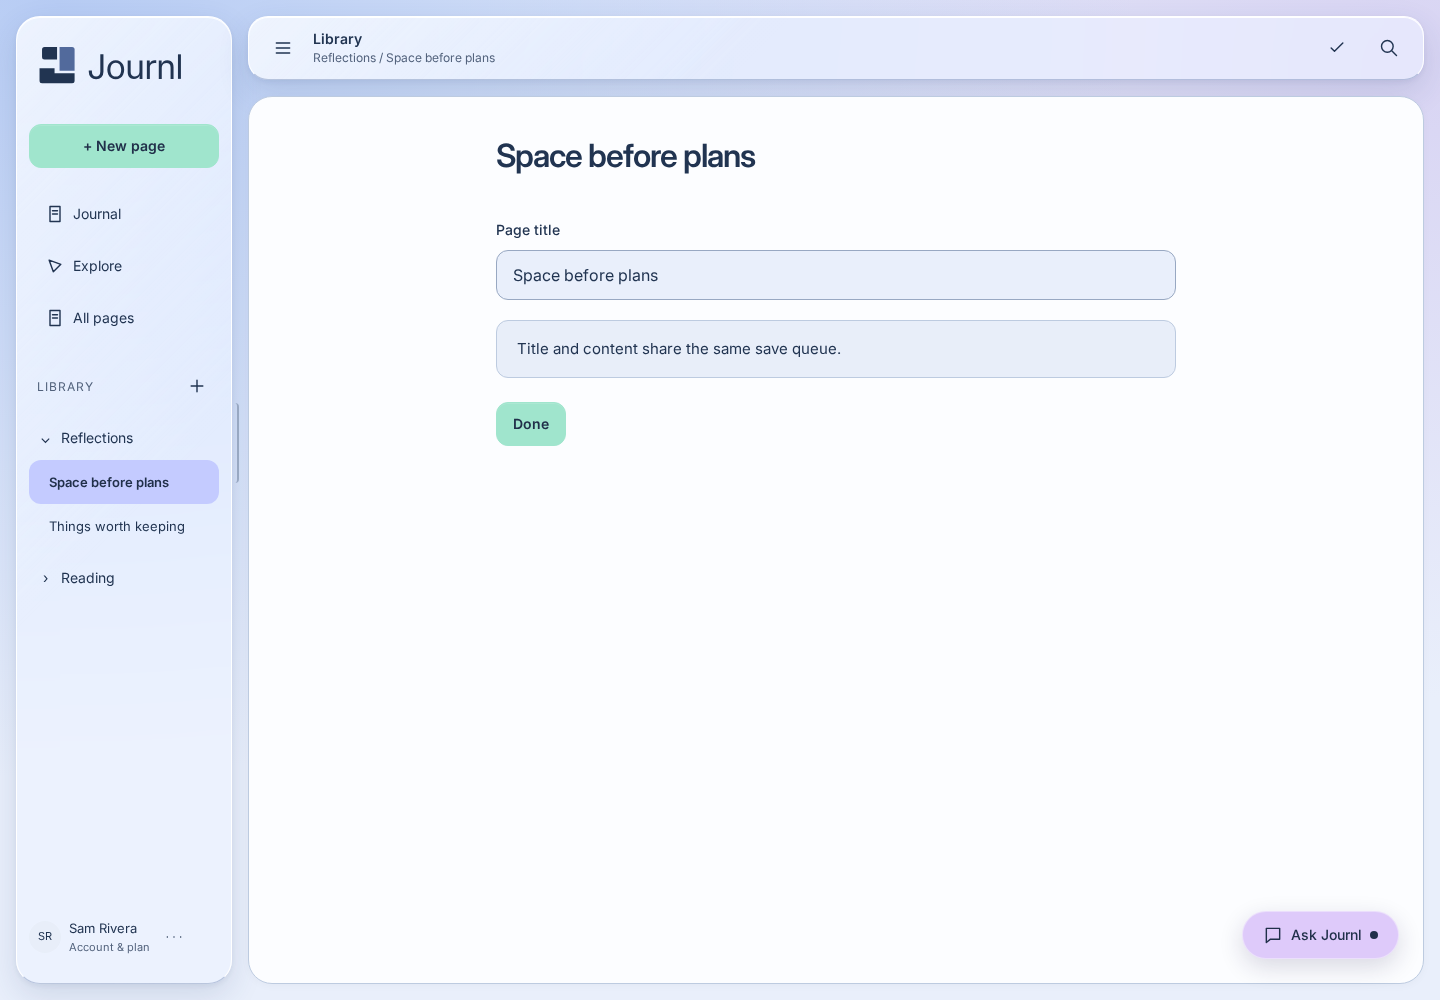 Journl
+ New page
Journal
Explore
All pages
LIBRARY
Reflections
Space before plans
Things worth keeping
Reading
SR
Sam Rivera
Account & plan
Library
Reflections / Space before plans
Space before plans
Page title
Space before plans
Title and content share the same save queue.
Done
Ask Journl